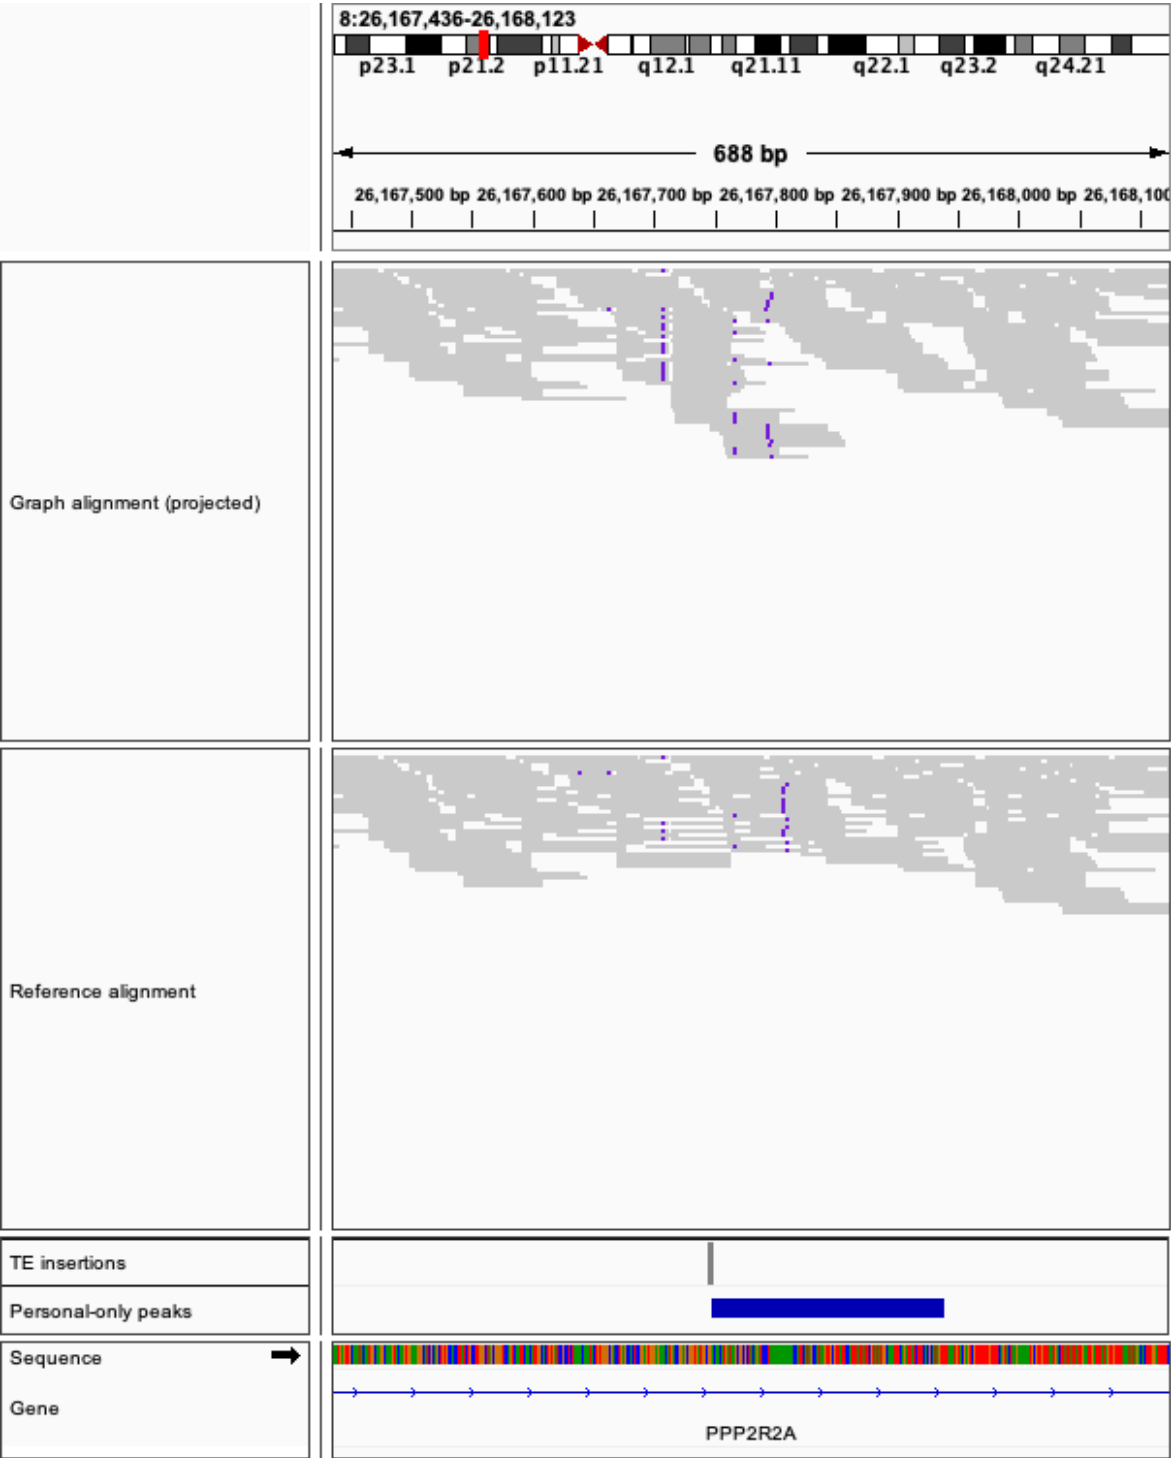 8:26,167,436-26,168,123
p23.1 p21.2 p11.21 q12.1 q21.11 q22.1 q23.2 q24.21
688 bp
26,167,500 bp 26,167,600 bp 26,167,700 bp 26,167,800 bp 26,167,900 bp 26,168,000 bp 26,168,100
Graph alignment (projected)
Reference alignment
TE insertions
Personal-only peaks
Sequence
Gene
PPP2R2A